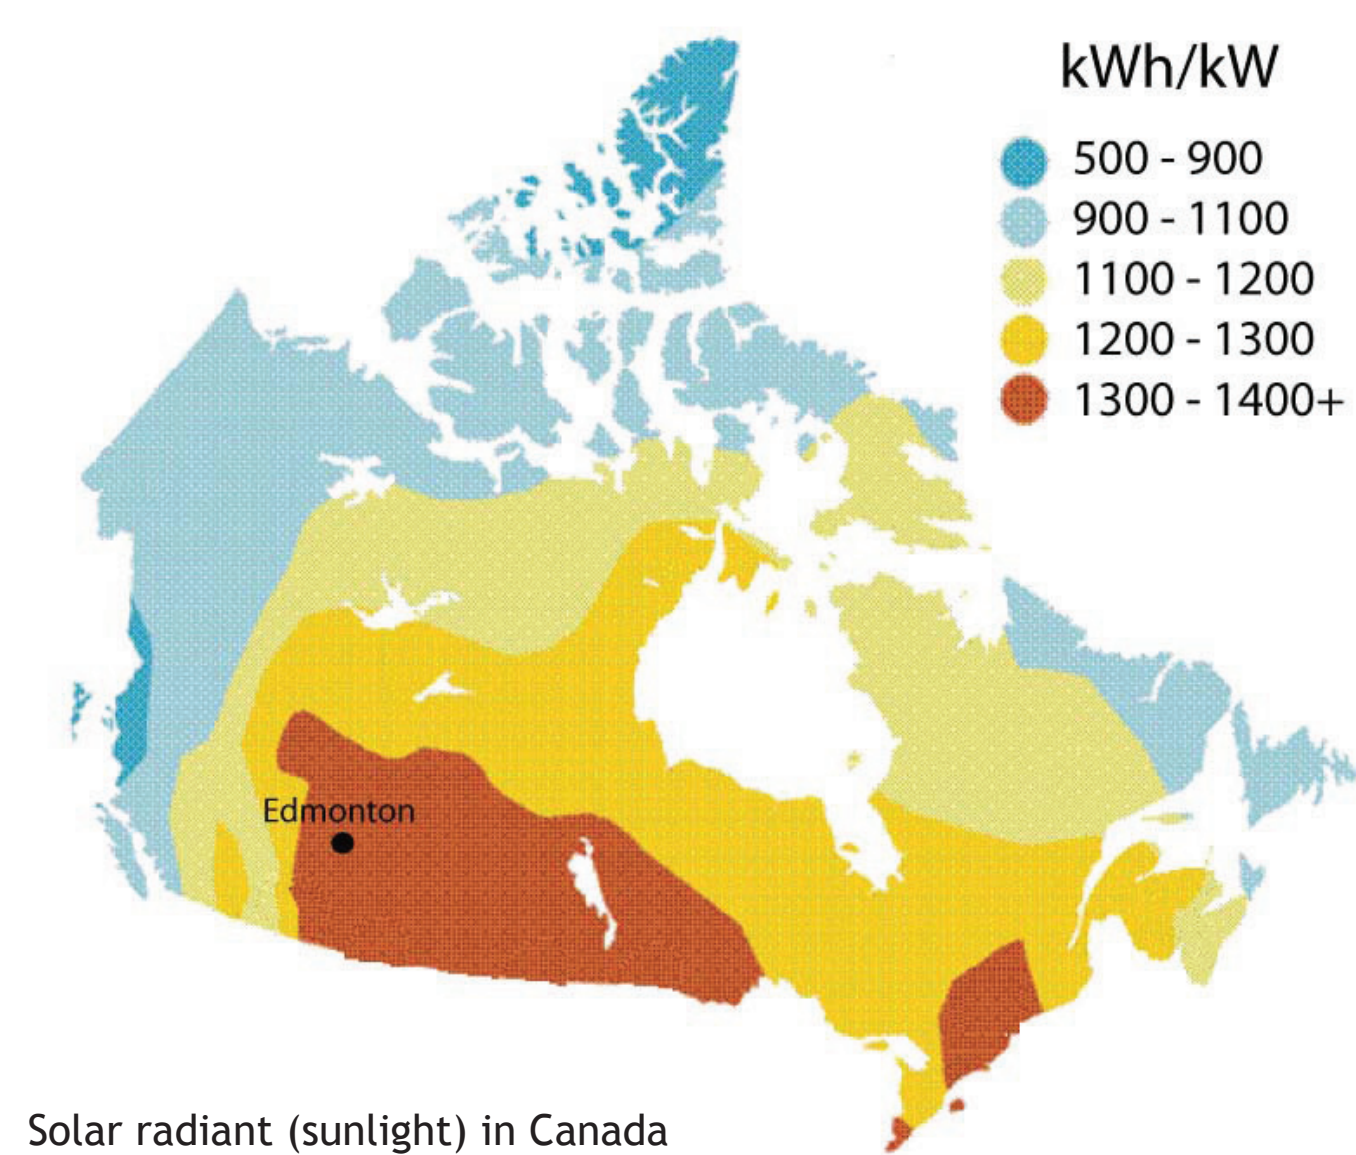 kWh/kW
500 - 900
900 - 1100
1100 - 1200
1200 - 1300
1300 - 1400+
Edmonton
Solar radiant (sunlight) in Canada